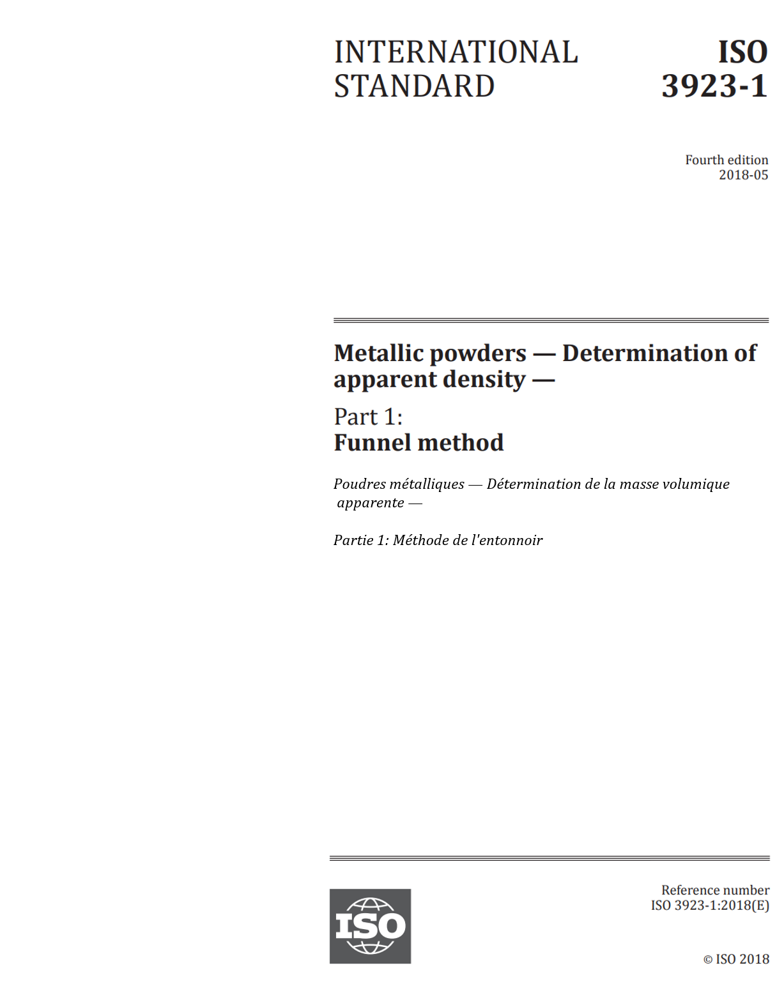 INTERNATIONAL
STANDARD
ISO
3923-1
Fourth edition
2018-05
Metallic powders — Determination of
apparent density —
Part 1:
Funnel method
Poudres métalliques — Détermination de la masse volumique
apparente —
Partie 1: Méthode de l'entonnoir
ISO
Reference number
ISO 3923-1:2018(E)
© ISO 2018